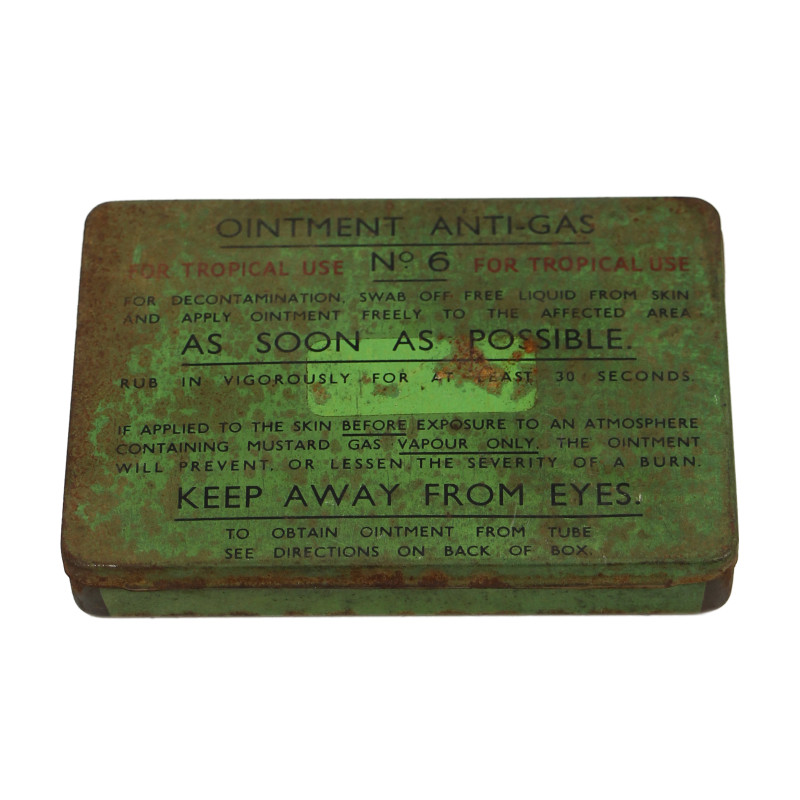 OINTMENT ANTI-GAS
FOR TROPICAL USE Nº 6 FOR TROPICAL USE
FOR DECONTAMINATION, SWAB OFF FREE LIQUID FROM SKIN
AND APPLY OINTMENT FREELY TO THE AFFECTED AREA
AS SOON AS POSSIBLE.
RUB IN VIGOROUSLY FOR AT LEAST 30 SECONDS.
IF APPLIED TO THE SKIN BEFORE EXPOSURE TO AN ATMOSPHERE
CONTAINING MUSTARD GAS VAPOUR ONLY, THE OINTMENT
WILL PREVENT, OR LESSEN THE SEVERITY OF A BURN.
KEEP AWAY FROM EYES.
TO OBTAIN OINTMENT FROM TUBE
SEE DIRECTIONS ON BACK OF BOX.